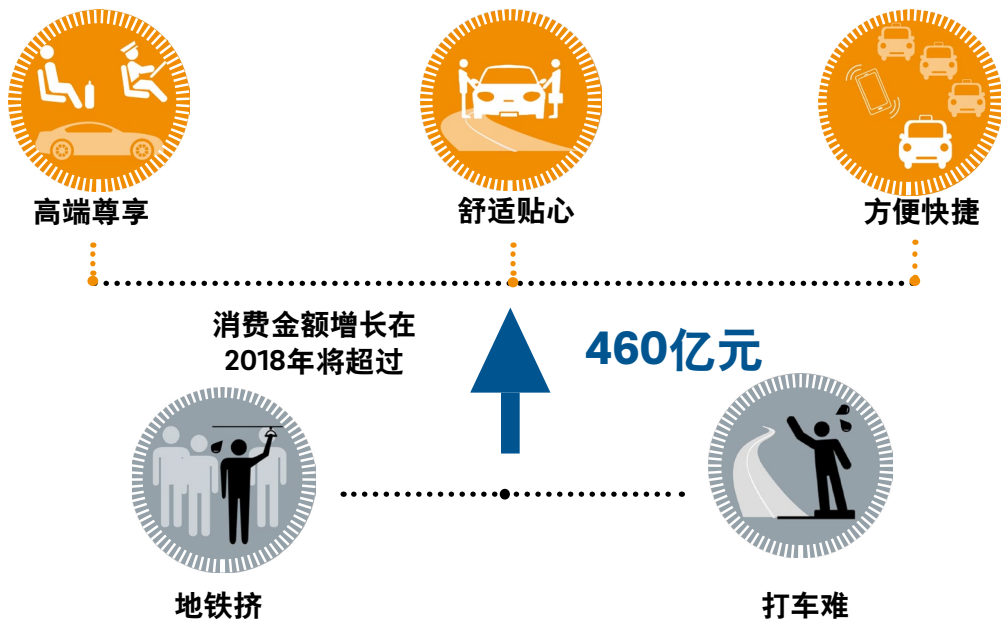 高端尊享
舒适贴心
方便快捷
消费金额增长在
2018年将超过
460亿元
地铁挤
打车难